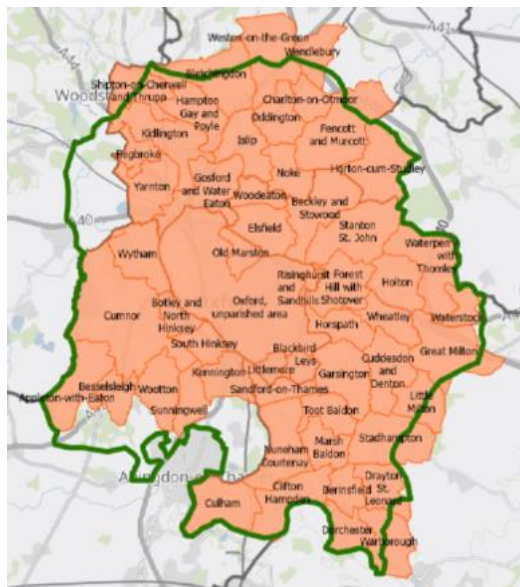 A41
A44
Weston-on-the-Green
Wendlebury
Bletchingdon
Shipton-on-Cherwell
and Thrupp
Woods
Hampton
Gay and
Poyle
Charlton-on-Otmoor
Oddington
Kidlington
Islip
Fencott
and Murcott
Begbroke
Noke
Horton-cum-Studley
Yarnton
Gosford
and Water
Eaton
Woodeaton
Beckley and
Stowood
40
Elsfield
Stanton
St. John
40
Wytham
Old Marston
Waterperry
with
Thomley
Risinghurst
and
Sandhills
Forest
Hill with
Shotover
Holton
Cumnor
Botley and
North
Hinksey
Oxford,
unparished area
Horspath
Wheatley
Waterstock
South Hinksey
Blackbird
Leys
Great Milton
Kennington
Littlemore
Garsington
Cuddesdon
and
Denton
Besselsleigh
Wootton
Sandford-on-Thames
Appleton-with-Eaton
Sunningwell
Toot Baldon
Little
Milton
Marsh
Baldon
Stadhampton
Nuneham
Courtenay
Clifton
Hampden
Berinsfield
Drayton
St.
Leonard
Culham
Dorchester
Warborough